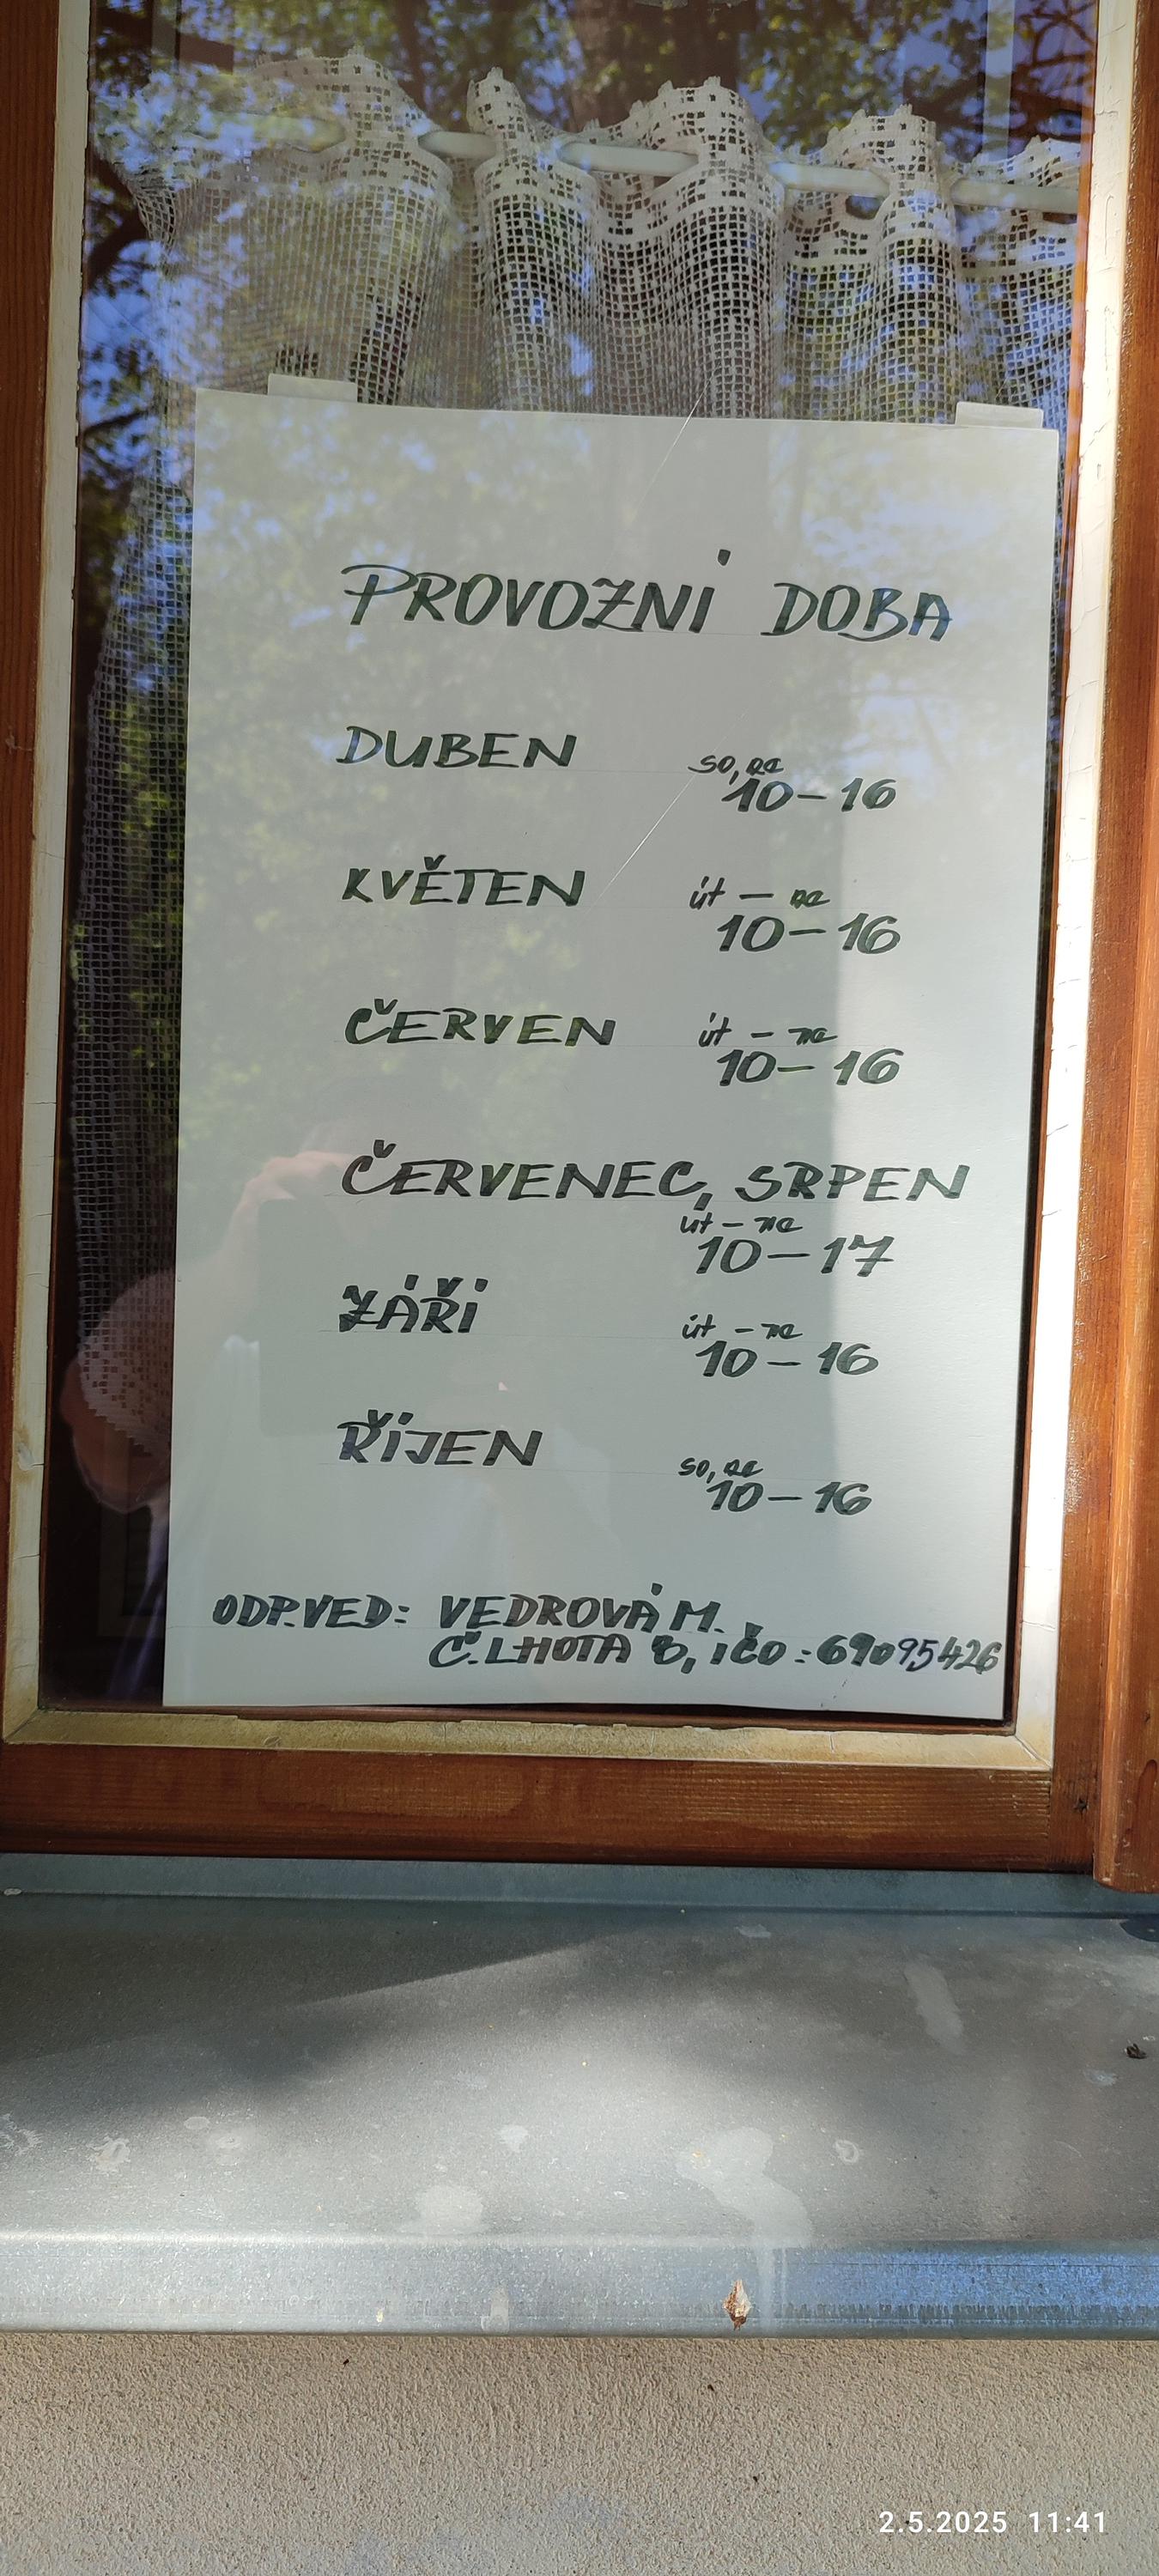 PROVOZNÍ DOBA
DUBEN so, ne
10-16
KVĚTEN út - ne
10-16
ČERVEN út - ne
10-16
ČERVENEC, SRPEN
út - ne
10-17
ZÁŘÍ út - ne
10-16
ŘÍJEN so, ne
10-16
ODP.VED: VEDROVÁ M.
Č.LHOTA 8, IČO: 69095426
2.5.2025 11:41